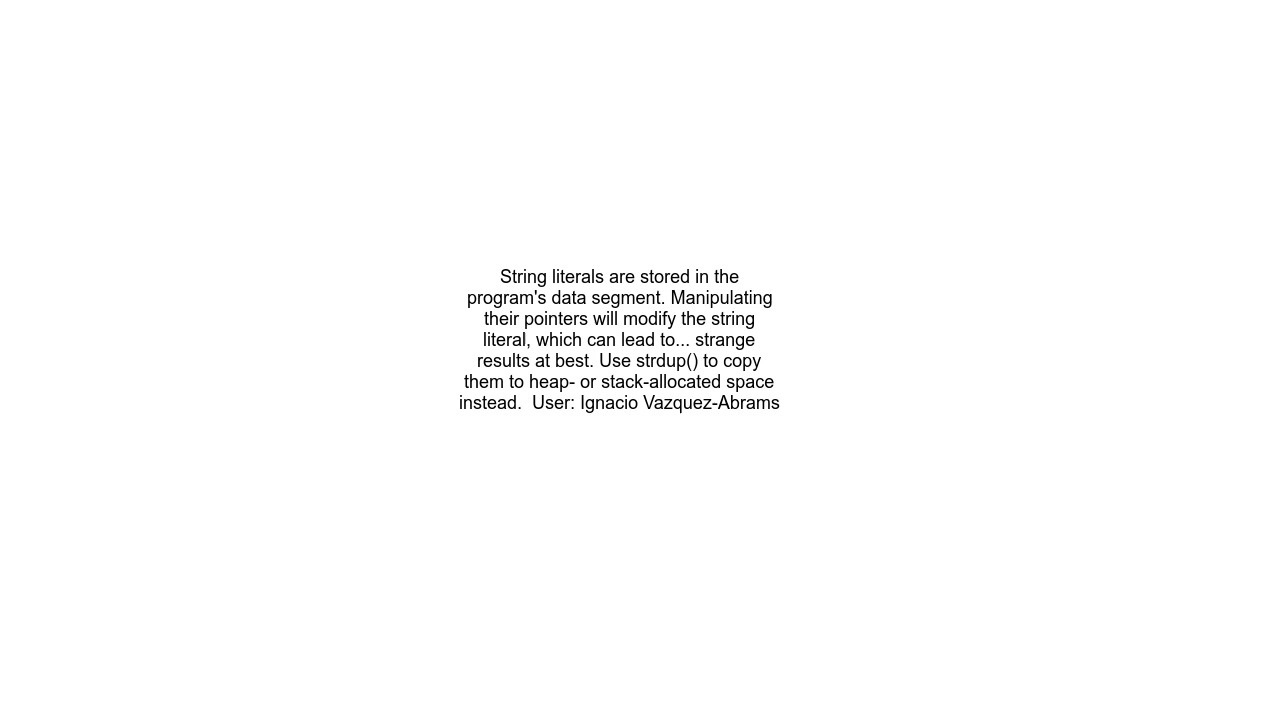 String literals are stored in the
program's data segment. Manipulating
their pointers will modify the string
literal, which can lead to... strange
results at best. Use strdup() to copy
them to heap- or stack-allocated space
instead.  User: Ignacio Vazquez-Abrams